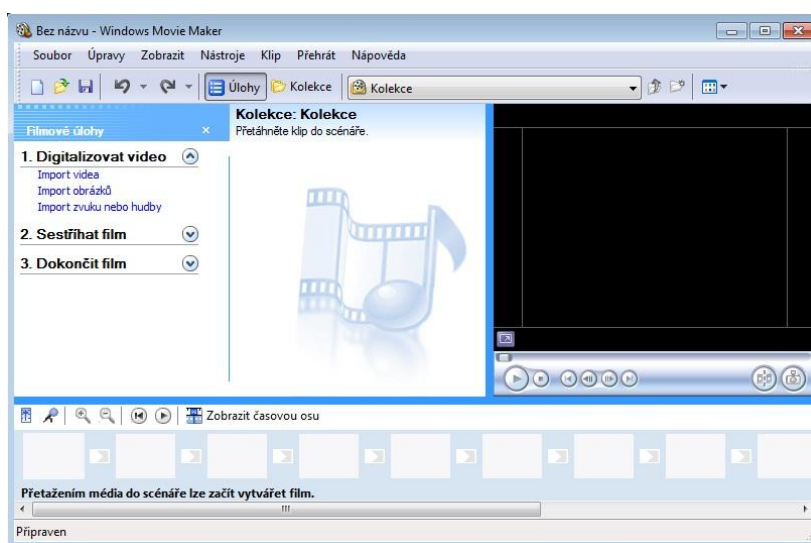 Bez názvu - Windows Movie Maker
Soubor Úpravy Zobrazit Nástroje Klip Přehrát Nápověda
Úlohy Kolekce Kolekce
Filmové úlohy
Kolekce: Kolekce
Přetáhněte klip do scénáře.
1. Digitalizovat video
Import videa
Import obrázků
Import zvuku nebo hudby
2. Sestříhat film
3. Dokončit film
Zobrazit časovou osu
Přetažením média do scénáře lze začít vytvářet film.
Připraven